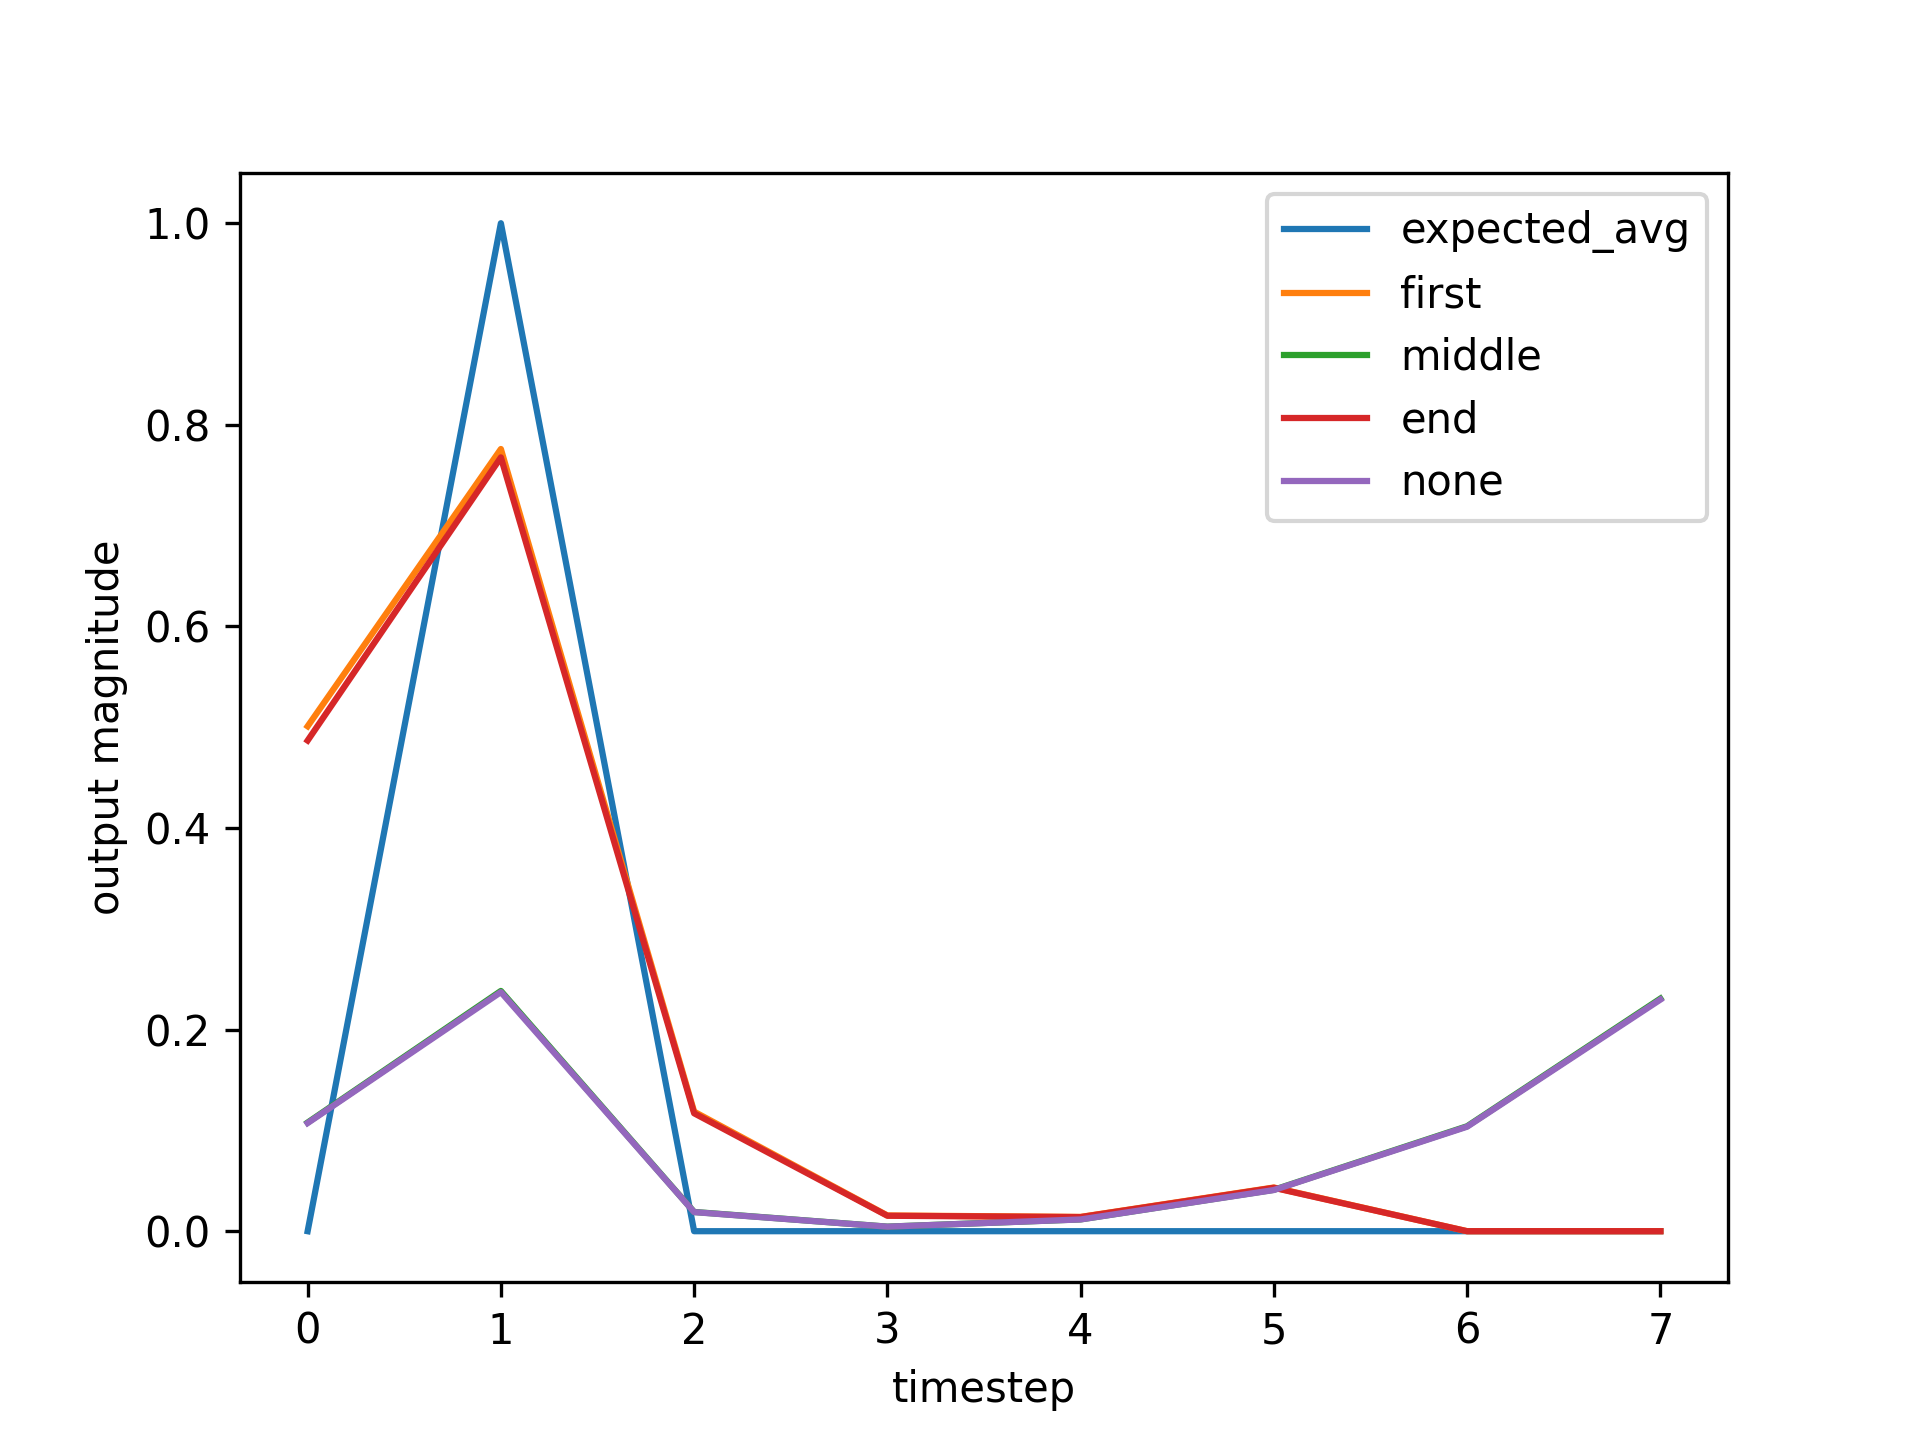 expected_avg
first
middle
end
none
1.0
0.8
0.6
0.4
0.2
0.0
output magnitude
0 1 2 3 4 5 6 7
timestep